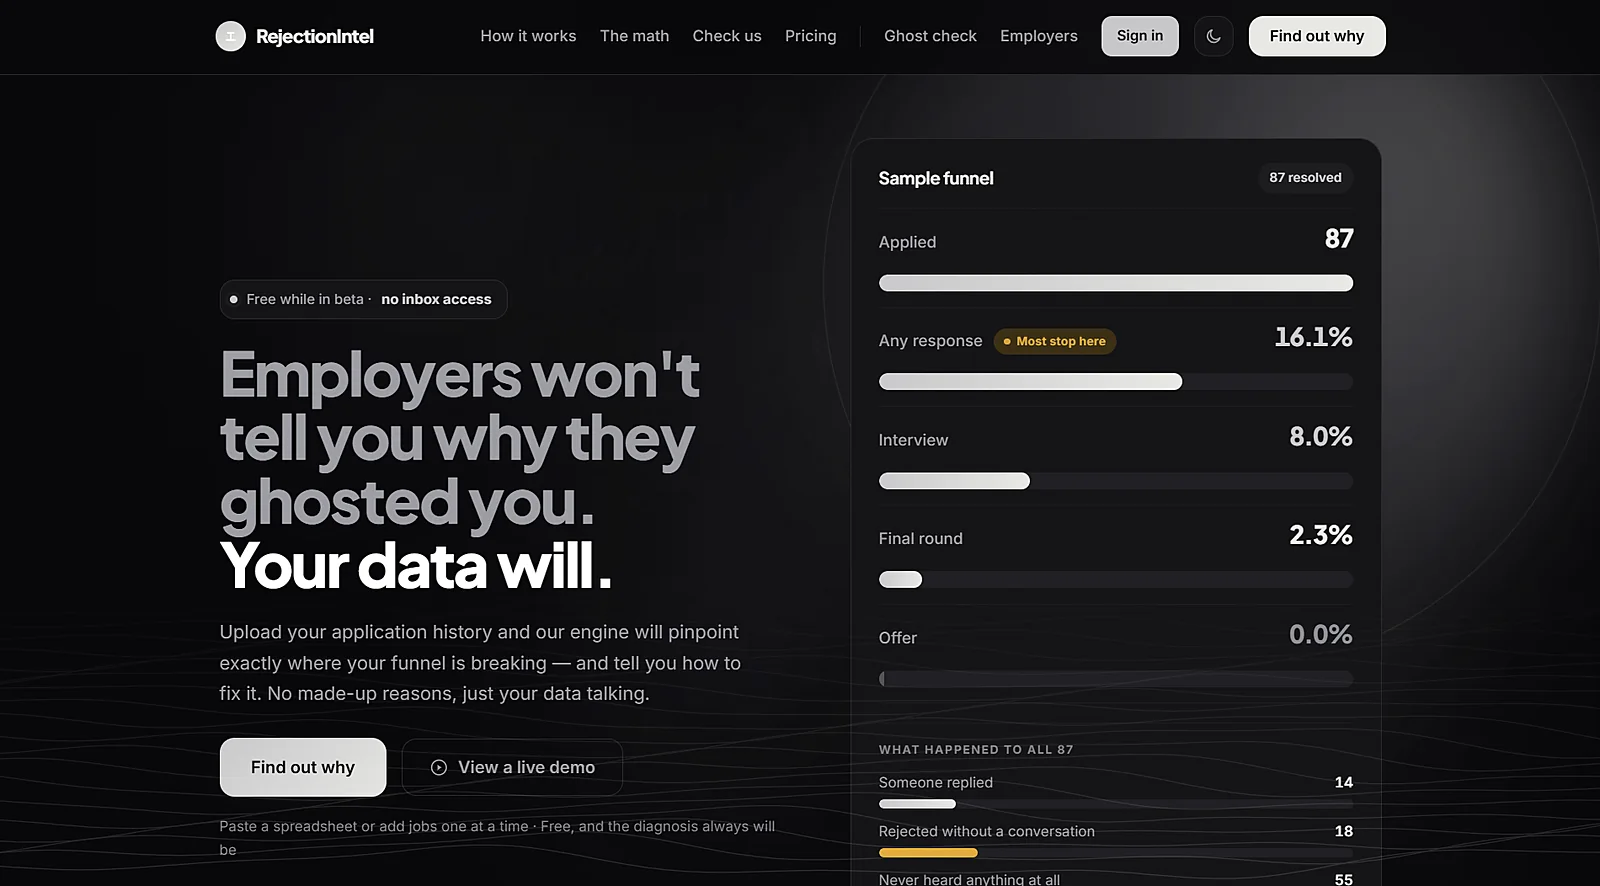 RejectionIntel
How it works
The math
Check us
Pricing
Ghost check
Employers
Sign in
Find out why
Free while in beta · no inbox access
Employers won't
tell you why they
ghosted you.
Your data will.
Upload your application history and our engine will pinpoint
exactly where your funnel is breaking — and tell you how to
fix it. No made-up reasons, just your data talking.
Find out why
View a live demo
Paste a spreadsheet or add jobs one at a time · Free, and the diagnosis always will
be
Sample funnel
87 resolved
Applied
87
Any response
Most stop here
16.1%
Interview
8.0%
Final round
2.3%
Offer
0.0%
WHAT HAPPENED TO ALL 87
Someone replied
14
Rejected without a conversation
18
Never heard anything at all
55